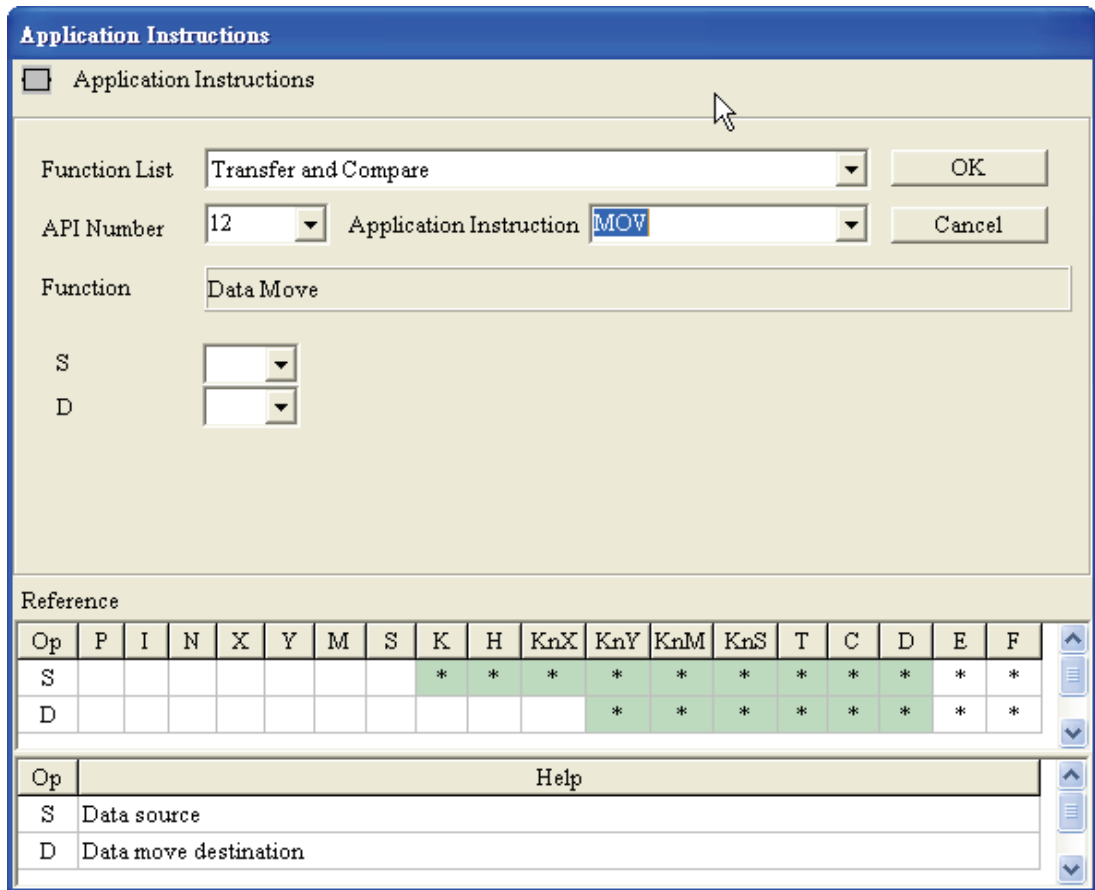 Application Instructions
Application Instructions
Function List Transfer and Compare OK
API Number 12 Application Instruction MOV Cancel
Function Data Move
S
D
Reference
Op P I N X Y M S K H KnX KnY KnM KnS T C D E F
S * * * * * * * * * * *
D * * * * * * * *
Op Help
S Data source
D Data move destination